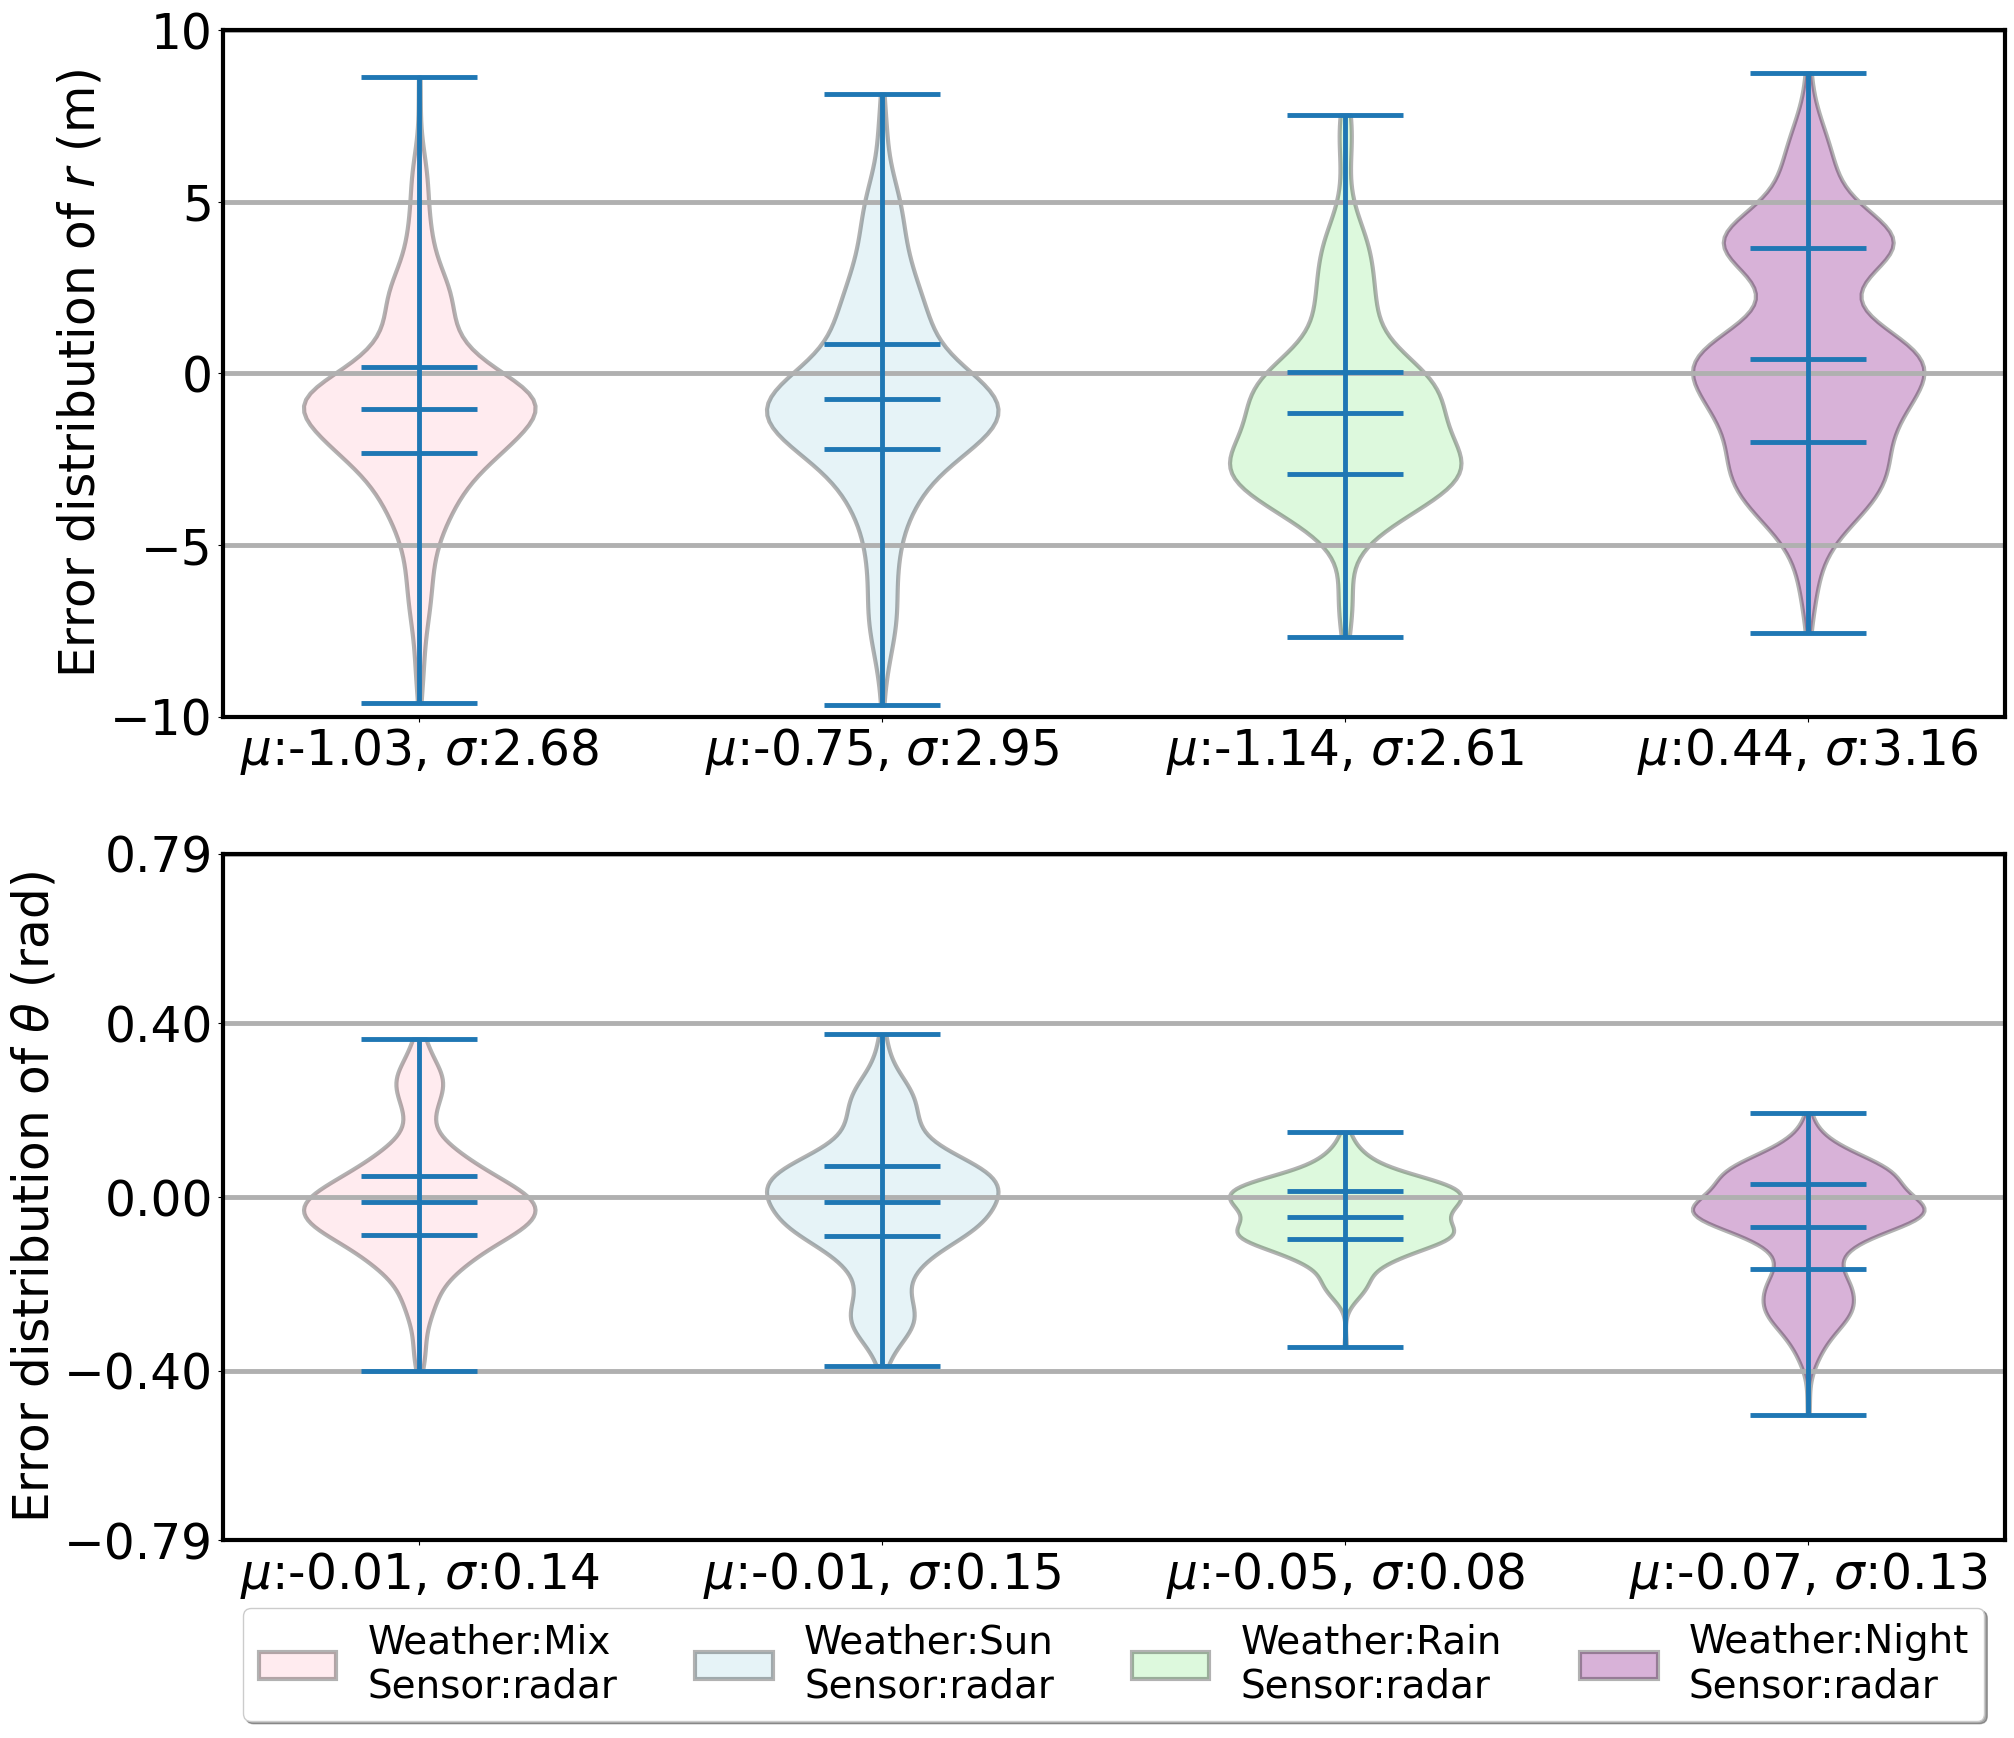 Error distribution of r (m)
10
5
0
−5
−10
μ:-1.03, σ:2.68
μ:-0.75, σ:2.95
μ:-1.14, σ:2.61
μ:0.44, σ:3.16
Error distribution of θ (rad)
0.79
0.40
0.00
−0.40
−0.79
μ:-0.01, σ:0.14
μ:-0.01, σ:0.15
μ:-0.05, σ:0.08
μ:-0.07, σ:0.13
Weather:Mix
Sensor:radar
Weather:Sun
Sensor:radar
Weather:Rain
Sensor:radar
Weather:Night
Sensor:radar